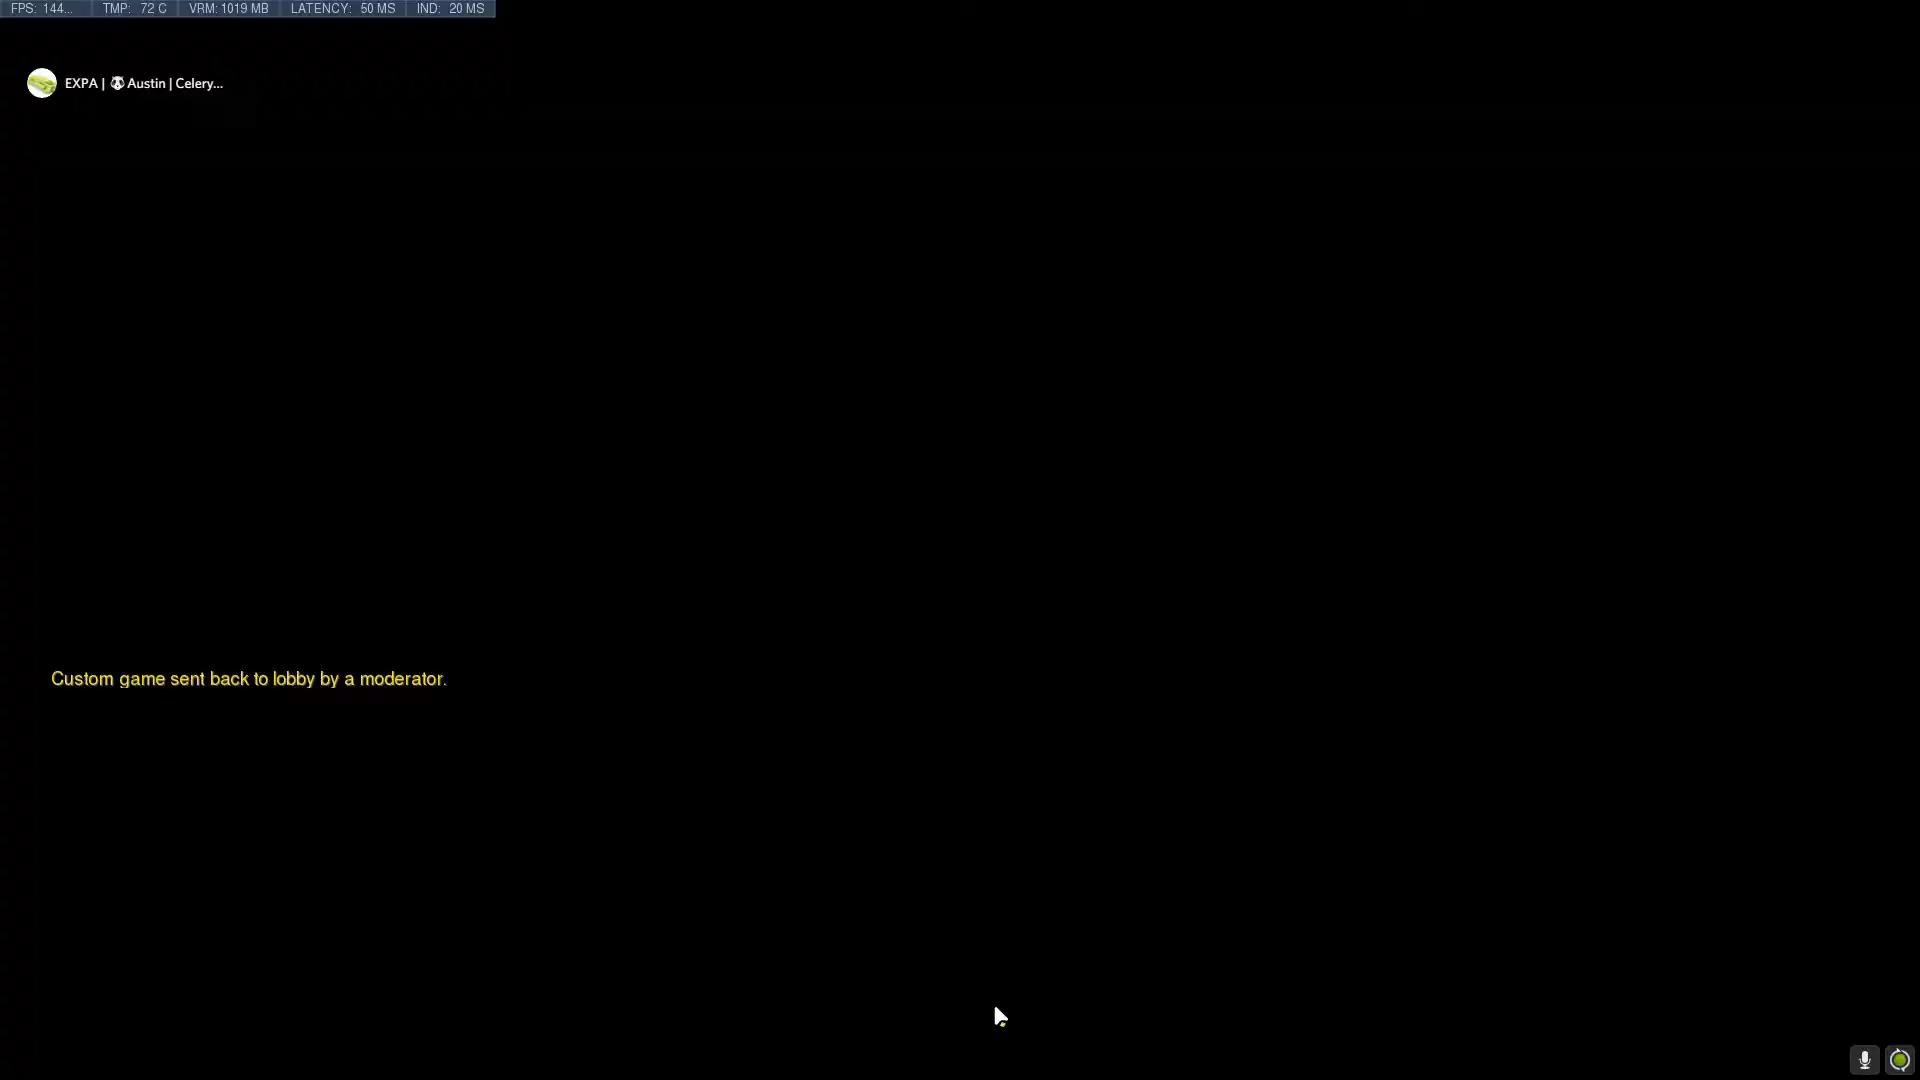 FPS: 144... TMP: 72 C VRM: 1019 MB LATENCY: 50 MS IND: 20 MS
EXPA | Austin | Celery...
Custom game sent back to lobby by a moderator.